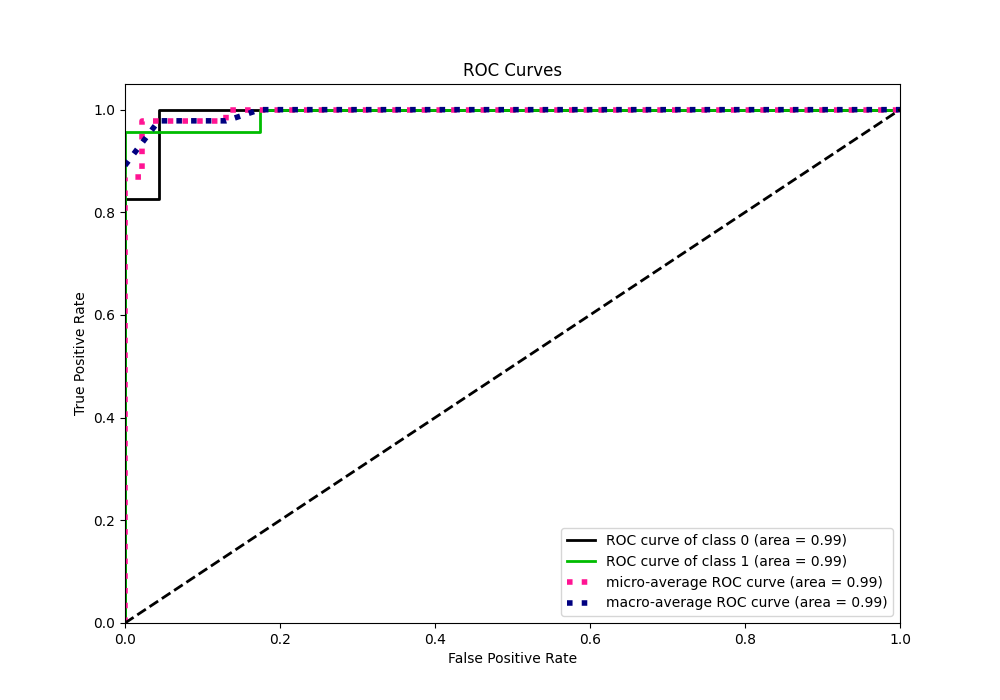 ROC Curves
True Positive Rate
1.0
0.8
0.6
0.4
0.2
0.0
0.0 0.2 0.4 0.6 0.8 1.0
False Positive Rate
ROC curve of class 0 (area = 0.99)
ROC curve of class 1 (area = 0.99)
micro-average ROC curve (area = 0.99)
macro-average ROC curve (area = 0.99)